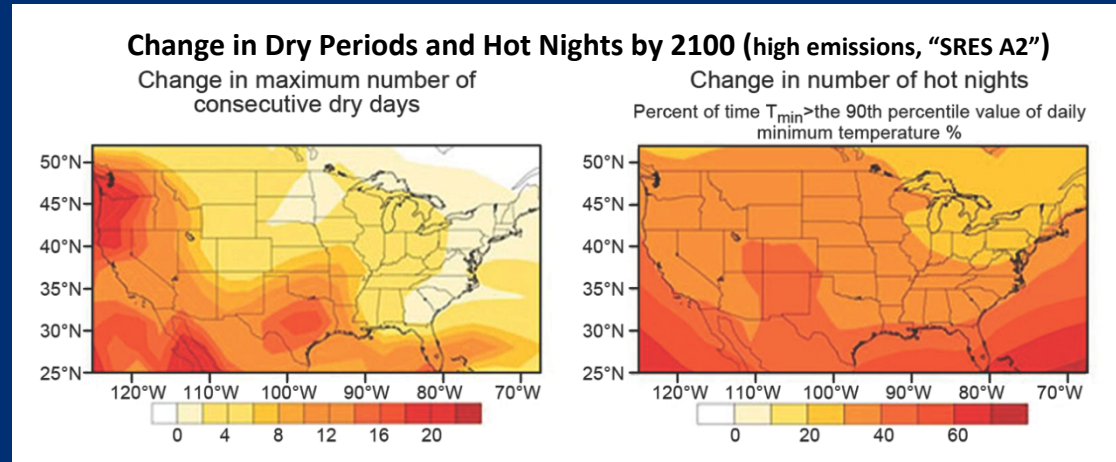 Change in Dry Periods and Hot Nights by 2100 (high emissions, “SRES A2”)
Change in maximum number of
consecutive dry days
50°N
45°N
40°N
35°N
30°N
25°N
120°W 110°W 100°W 90°W 80°W 70°W
0 4 8 12 16 20
Change in number of hot nights
Percent of time Tmin>the 90th percentile value of daily
minimum temperature %
50°N
45°N
40°N
35°N
30°N
25°N
120°W 110°W 100°W 90°W 80°W 70°W
0 20 40 60